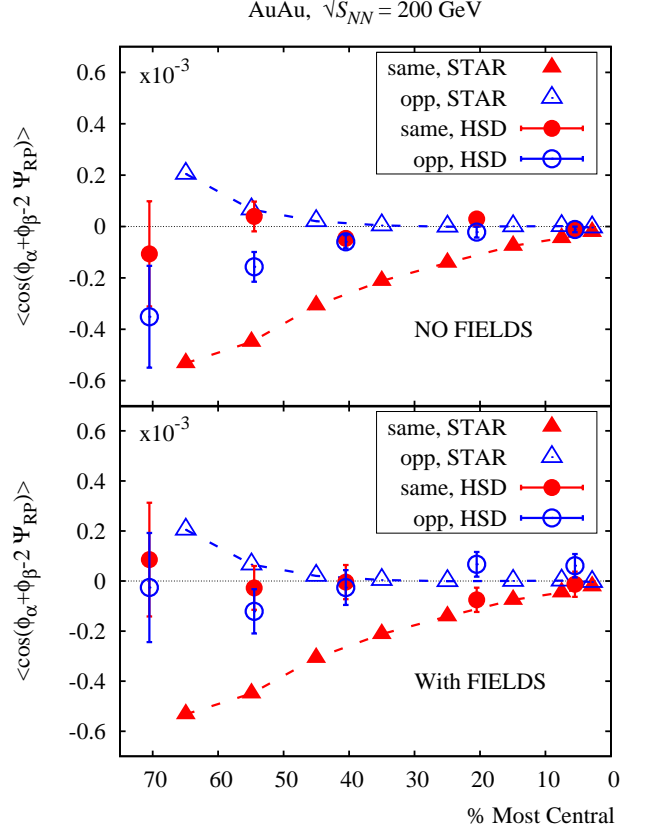 AuAu, √S_NN = 200 GeV
x10^-3
same, STAR
opp, STAR
same, HSD
opp, HSD
0.6
0.4
0.2
0
-0.2
-0.4
-0.6
<cos(ϕ_α+ϕ_β-2 Ψ_RP)>
NO FIELDS
x10^-3
same, STAR
opp, STAR
same, HSD
opp, HSD
0.6
0.4
0.2
0
-0.2
-0.4
-0.6
<cos(ϕ_α+ϕ_β-2 Ψ_RP)>
With FIELDS
70 60 50 40 30 20 10 0
% Most Central